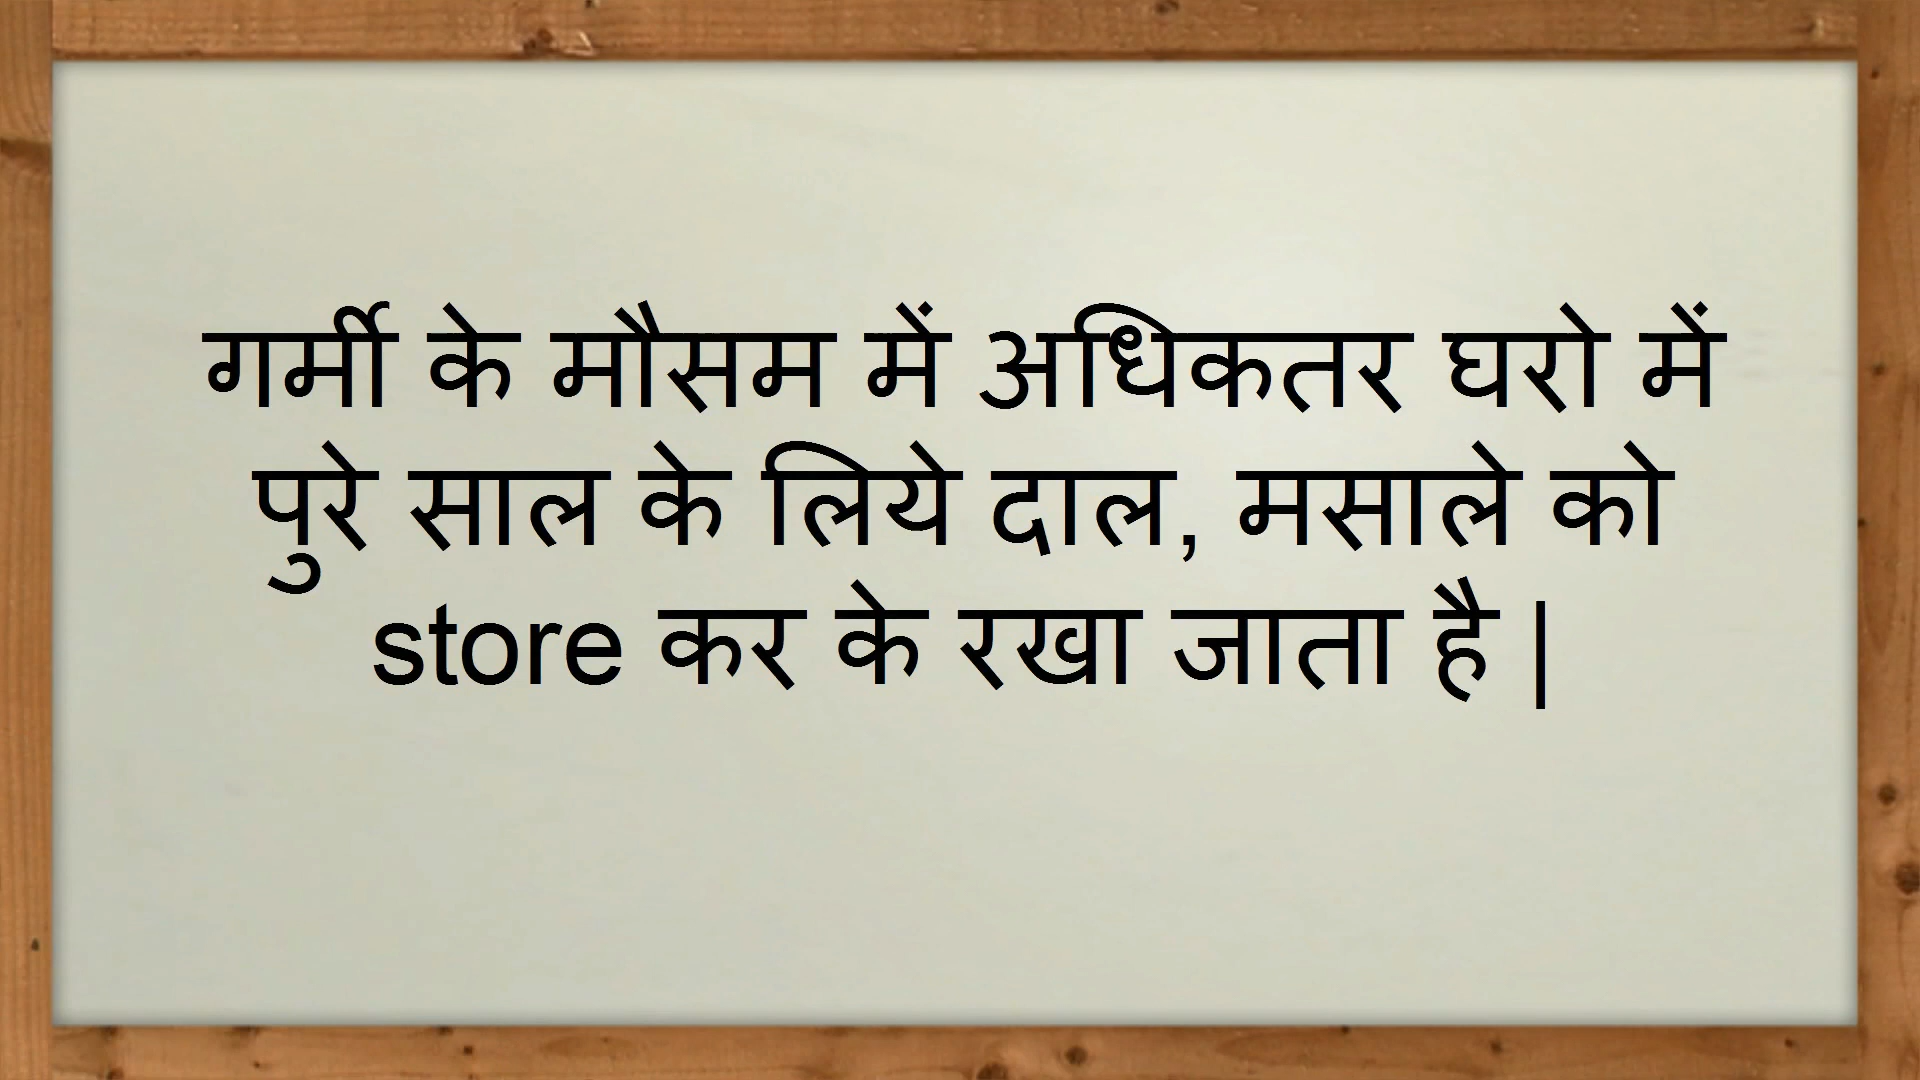 गर्मी के मौसम में अधिकतर घरो में
पुरे साल के लिये दाल, मसाले को
store कर के रखा जाता है |